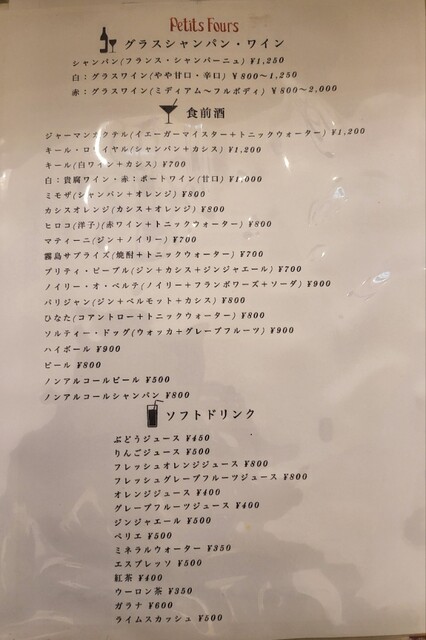 Petits Fours
グラスシャンパン・ワイン
シャンパン(フランス・シャンパーニュ) ¥1,250
白:グラスワイン(やや甘口・辛口) ¥800〜1,250
赤:グラスワイン(ミディアム〜フルボディ) ¥800〜2,000
食前酒
ジャーマンカクテル(イエーガーマイスター+トニックウォーター) ¥1,200
キール・ロワイヤル(シャンパン+カシス) ¥1,200
キール(白ワイン+カシス) ¥700
白:貴腐ワイン・赤:ポートワイン(甘口) ¥1,000
ミモザ(シャンパン+オレンジ) ¥800
カシスオレンジ(カシス+オレンジ) ¥800
ヒロコ(洋子)(赤ワイン+トニックウォーター) ¥800
マティーニ(ジン+ノイリー) ¥700
霧島サプライズ(焼酎+トニックウォーター) ¥700
プリティ・ピープル(ジン+カシス+ジンジャエール) ¥700
ノイリー・オ・ペルテ(ノイリー+フランボワーズ+ソーダ) ¥900
パリジャン(ジン+ベルモット+カシス) ¥800
ひなた(コアントロー+トニックウォーター) ¥800
ソルティー・ドッグ(ウォッカ+グレープフルーツ) ¥900
ハイボール ¥900
ビール ¥800
ノンアルコールビール ¥500
ノンアルコールシャンパン ¥800
ソフトドリンク
ぶどうジュース ¥450
りんごジュース ¥500
フレッシュオレンジジュース ¥800
フレッシュグレープフルーツジュース ¥800
オレンジジュース ¥400
グレープフルーツジュース ¥400
ジンジャエール ¥500
ペリエ ¥500
ミネラルウォーター ¥350
エスプレッソ ¥500
紅茶 ¥400
ウーロン茶 ¥350
ガラナ ¥600
ライムスカッシュ ¥500